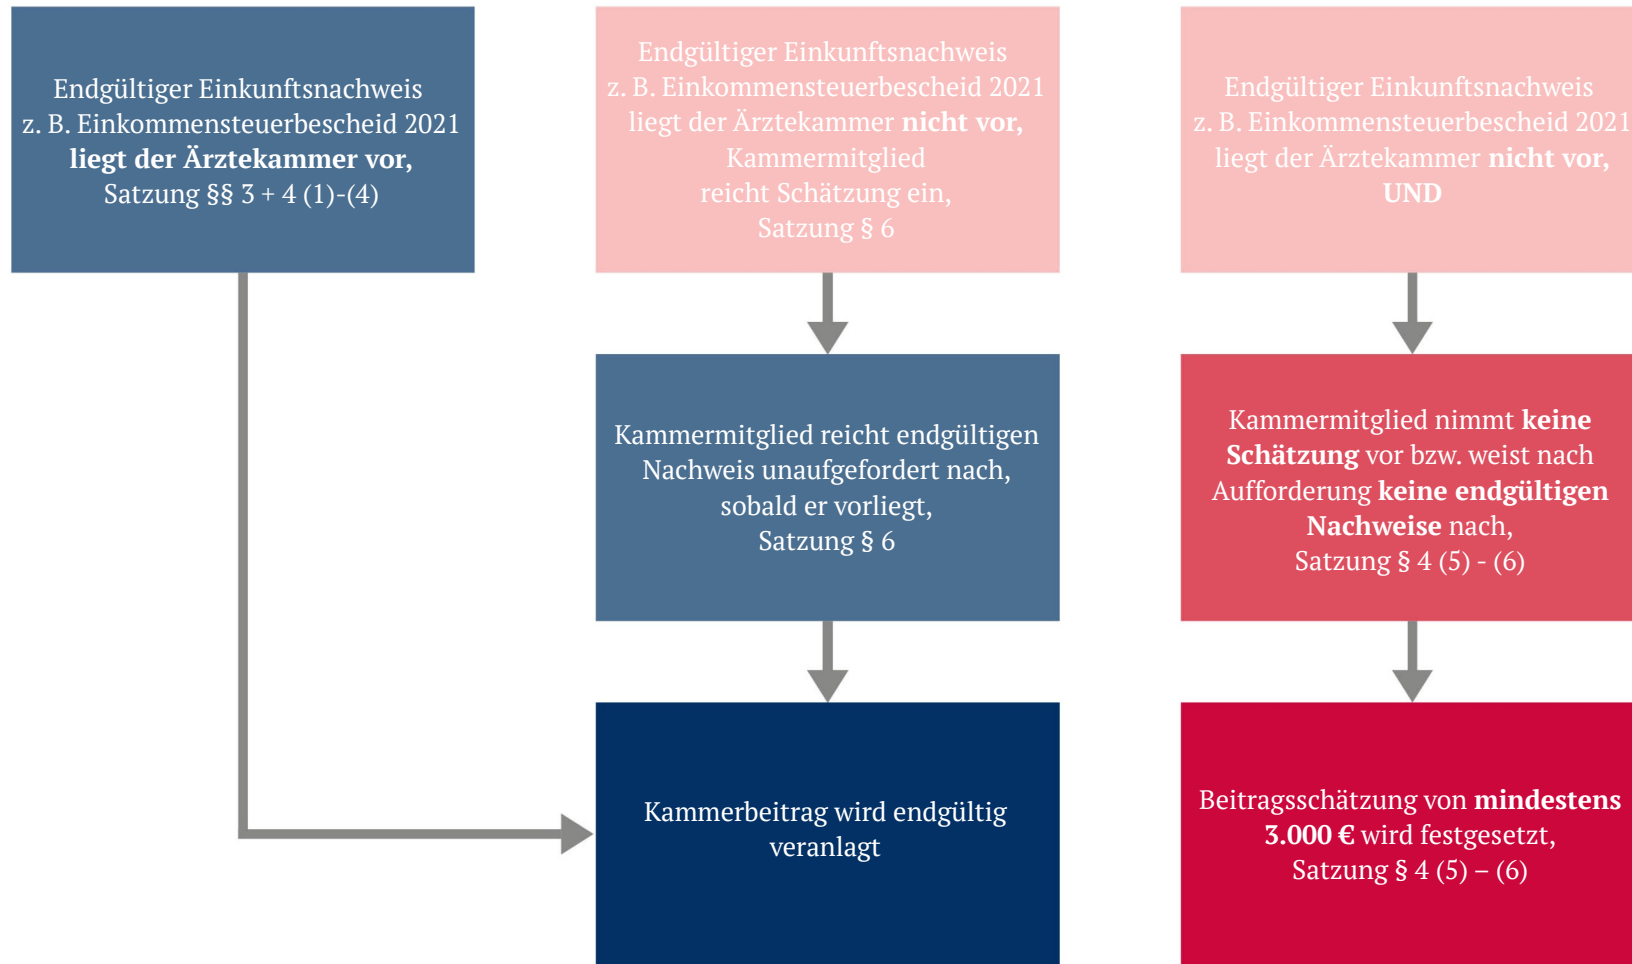 Endgültiger Einkunftsnachweis
z. B. Einkommensteuerbescheid 2021
liegt der Ärztekammer vor,
Satzung §§ 3 + 4 (1)-(4)
Endgültiger Einkunftsnachweis
z. B. Einkommensteuerbescheid 2021
liegt der Ärztekammer nicht vor,
Kammermitglied
reicht Schätzung ein,
Satzung § 6
Endgültiger Einkunftsnachweis
z. B. Einkommensteuerbescheid 2021
liegt der Ärztekammer nicht vor,
UND
Kammermitglied reicht endgültigen
Nachweis unaufgefordert nach,
sobald er vorliegt,
Satzung § 6
Kammermitglied nimmt keine
Schätzung vor bzw. weist nach
Aufforderung keine endgültigen
Nachweise nach,
Satzung § 4 (5) - (6)
Kammerbeitrag wird endgültig
veranlagt
Beitragsschätzung von mindestens
3.000 € wird festgesetzt,
Satzung § 4 (5) – (6)